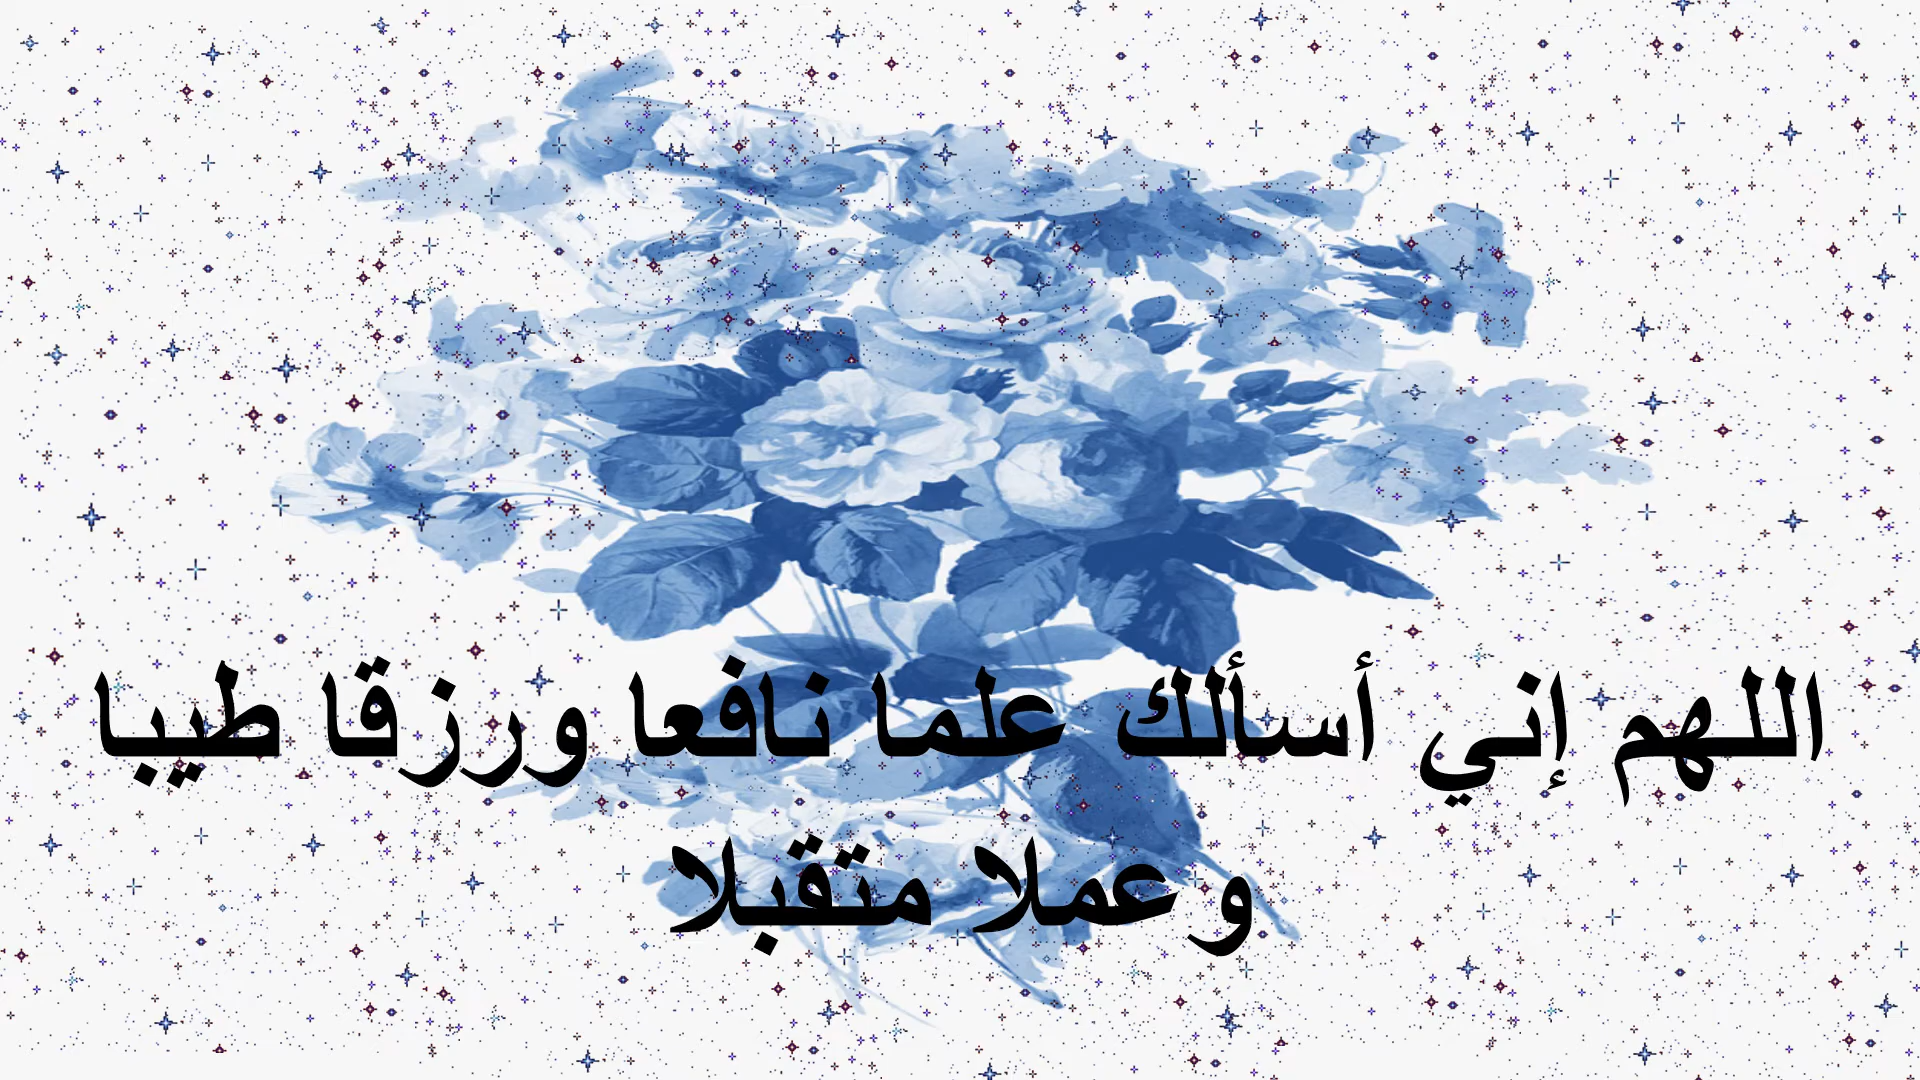 اللهم إني أسألك علما نافعا ورزقا طيبا
وعملا متقبلا